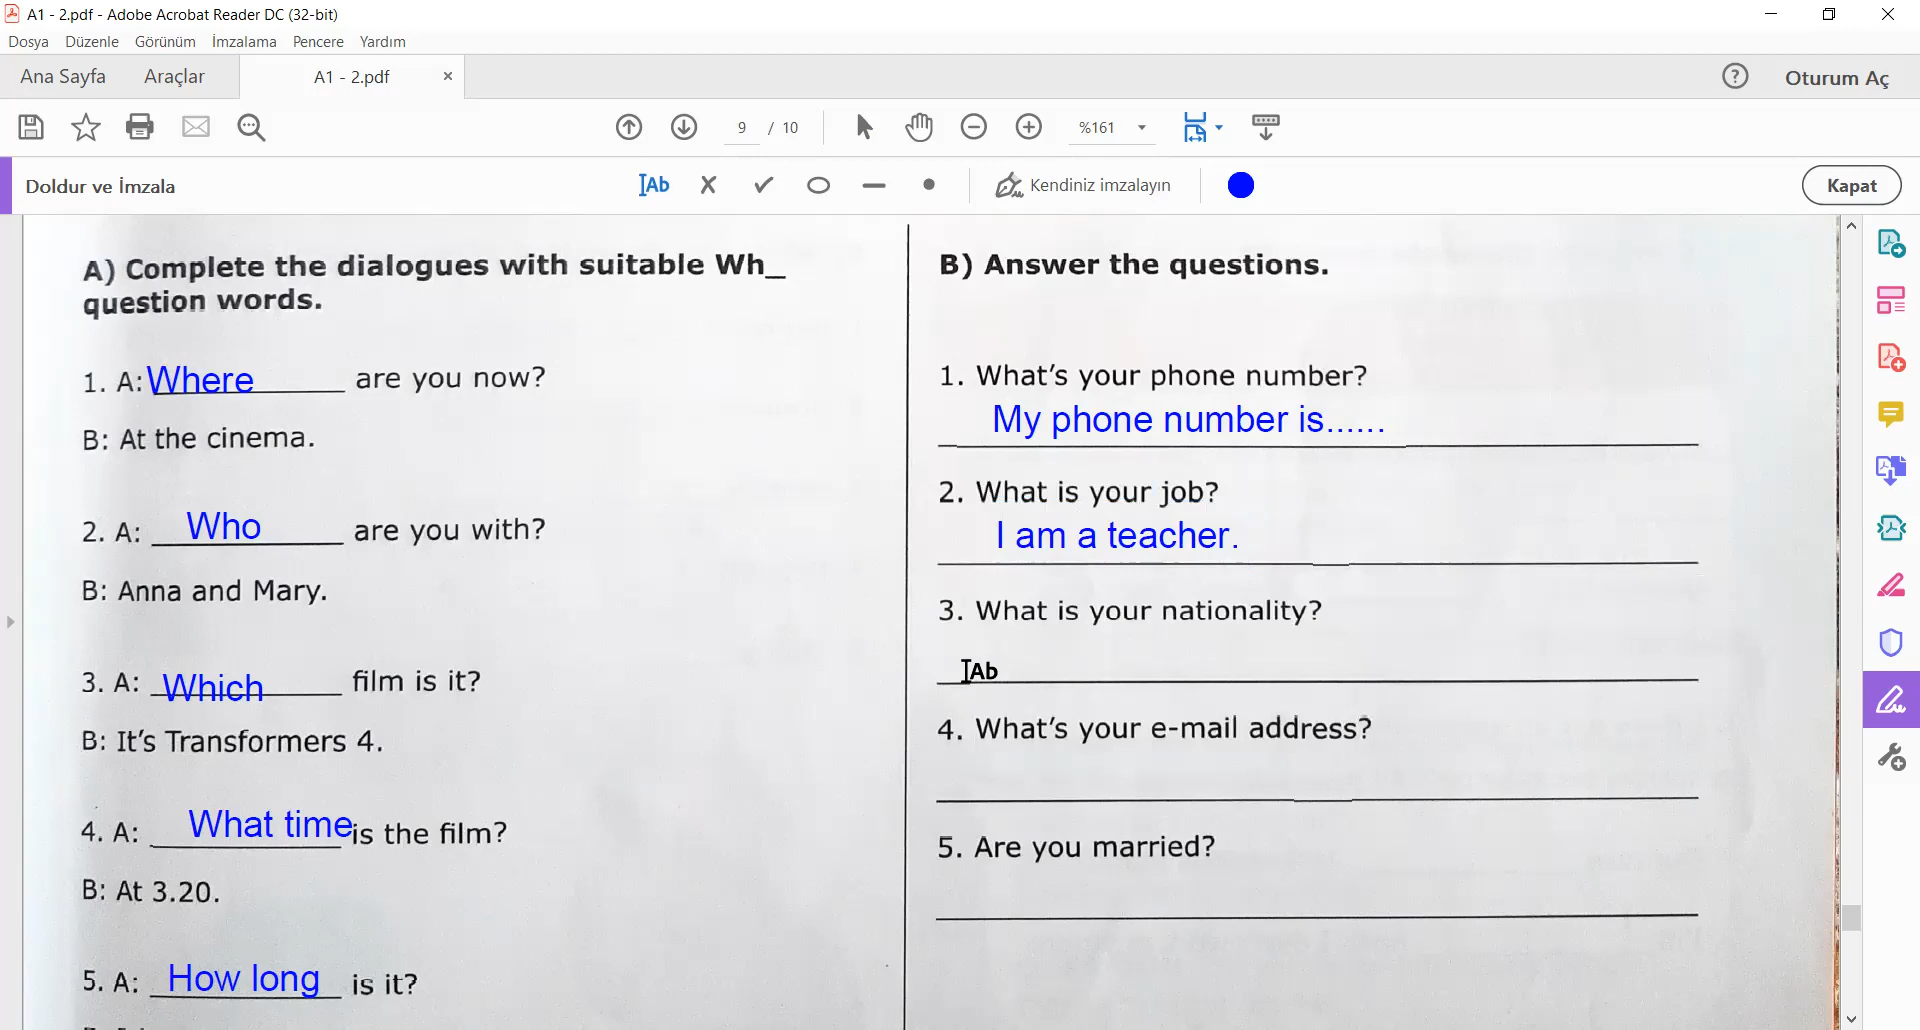 A1 - 2.pdf - Adobe Acrobat Reader DC (32-bit)
Dosya Düzenle Görünüm İmzalama Pencere Yardım
Ana Sayfa Araçlar A1 - 2.pdf × ? Oturum Aç
9 / 10 %161
Doldur ve İmzala Ab Kendiniz imzalayın Kapat
A) Complete the dialogues with suitable Wh_
question words.
1. A: Where are you now?
B: At the cinema.
2. A: Who are you with?
B: Anna and Mary.
3. A: Which film is it?
B: It's Transformers 4.
4. A: What time is the film?
B: At 3.20.
5. A: How long is it?
B) Answer the questions.
1. What's your phone number?
My phone number is......
2. What is your job?
I am a teacher.
3. What is your nationality?
Ab
4. What's your e-mail address?
5. Are you married?